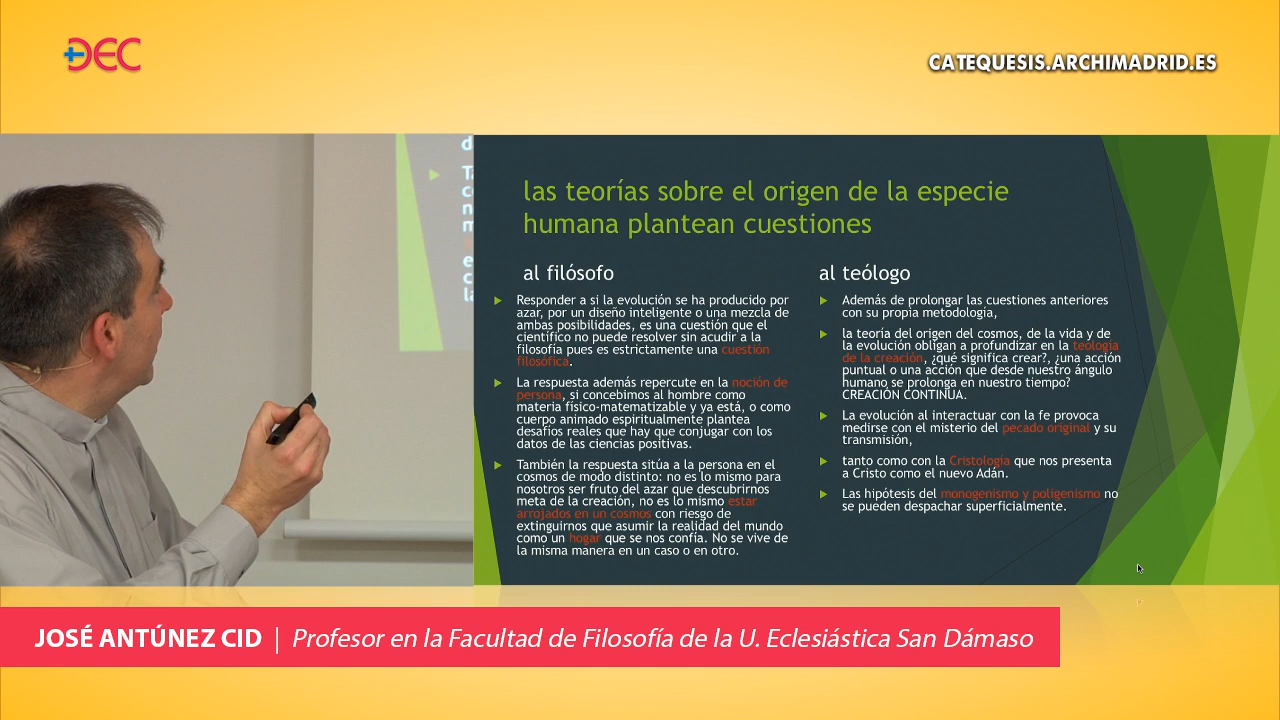 DEC
CATEQUESIS.ARCHIMADRID.ES
las teorías sobre el origen de la especie
humana plantean cuestiones
al filósofo
Responder a si la evolución se ha producido por
azar, por un diseño inteligente o una mezcla de
ambas posibilidades, es una cuestión que el
científico no puede resolver sin acudir a la
filosofía pues es estrictamente una cuestión
filosófica.
La respuesta además repercute en la noción de
persona, si concebimos al hombre como
materia físico-matematizable y ya está, o como
cuerpo animado espiritualmente plantea
desafíos reales que hay que conjugar con los
datos de las ciencias positivas.
También la respuesta sitúa a la persona en el
cosmos de modo distinto: no es lo mismo para
nosotros ser fruto del azar que descubrirnos
meta de la creación, no es lo mismo estar
arrojados en un cosmos con riesgo de
extinguirnos que asumir la realidad del mundo
como un hogar que se nos confía. No se vive de
la misma manera en un caso o en otro.
al teólogo
Además de prolongar las cuestiones anteriores
con su propia metodología,
la teoría del origen del cosmos, de la vida y de
la evolución obligan a profundizar en la teología
de la creación, ¿qué significa crear?, ¿una acción
puntual o una acción que desde nuestro ángulo
humano se prolonga en nuestro tiempo?
CREACIÓN CONTINUA.
La evolución al interactuar con la fe provoca
medirse con el misterio del pecado original y su
transmisión,
tanto como con la Cristología que nos presenta
a Cristo como el nuevo Adán.
Las hipótesis del monogenismo y poligenismo no
se pueden despachar superficialmente.
JOSÉ ANTÚNEZ CID | Profesor en la Facultad de Filosofía de la U. Eclesiástica San Dámaso